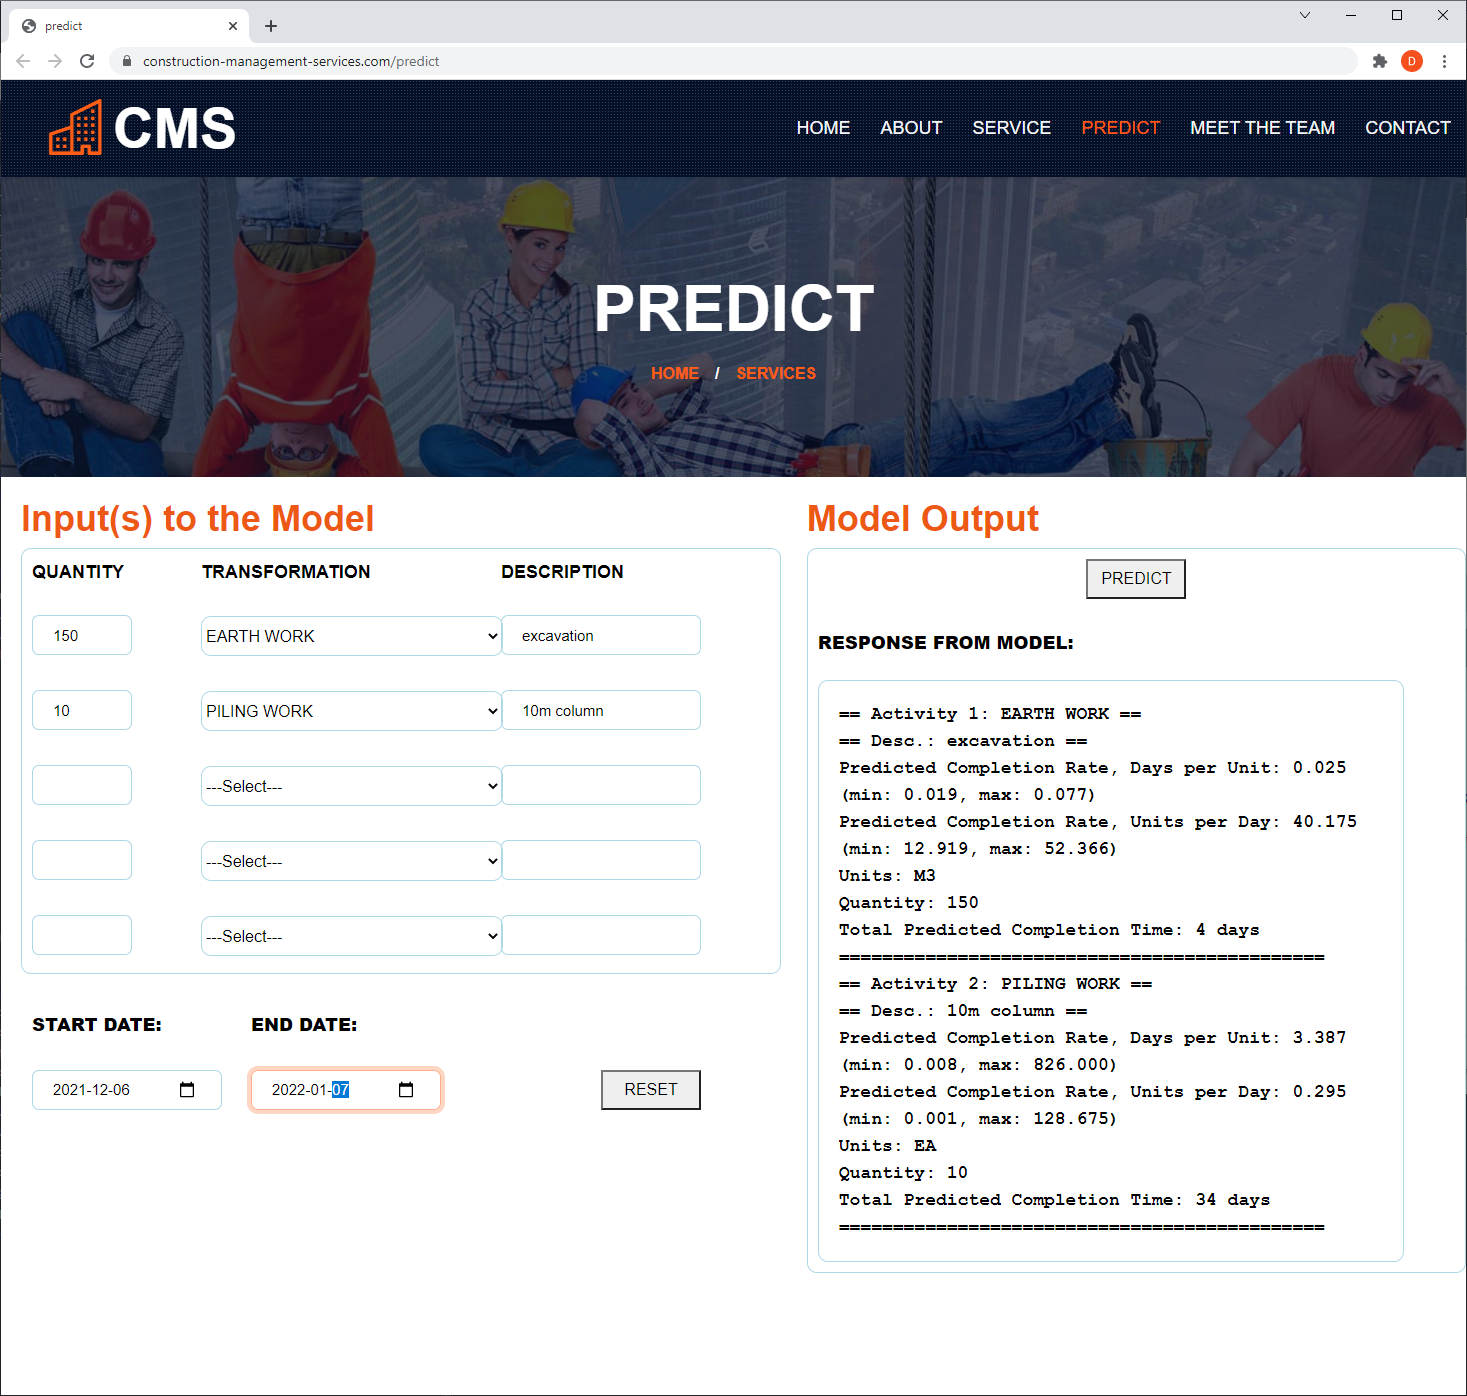 predict
construction-management-services.com/predict
D
CMS
HOME ABOUT SERVICE PREDICT MEET THE TEAM CONTACT
PREDICT
HOME / SERVICES
Input(s) to the Model
QUANTITY TRANSFORMATION DESCRIPTION
150 EARTH WORK excavation
10 PILING WORK 10m column
---Select---
---Select---
---Select---
START DATE: END DATE:
2021-12-06 2022-01-07 RESET
Model Output
PREDICT
RESPONSE FROM MODEL:
== Activity 1: EARTH WORK ==
== Desc.: excavation ==
Predicted Completion Rate, Days per Unit: 0.025
(min: 0.019, max: 0.077)
Predicted Completion Rate, Units per Day: 40.175
(min: 12.919, max: 52.366)
Units: M3
Quantity: 150
Total Predicted Completion Time: 4 days
=============================================
== Activity 2: PILING WORK ==
== Desc.: 10m column ==
Predicted Completion Rate, Days per Unit: 3.387
(min: 0.008, max: 826.000)
Predicted Completion Rate, Units per Day: 0.295
(min: 0.001, max: 128.675)
Units: EA
Quantity: 10
Total Predicted Completion Time: 34 days
=============================================